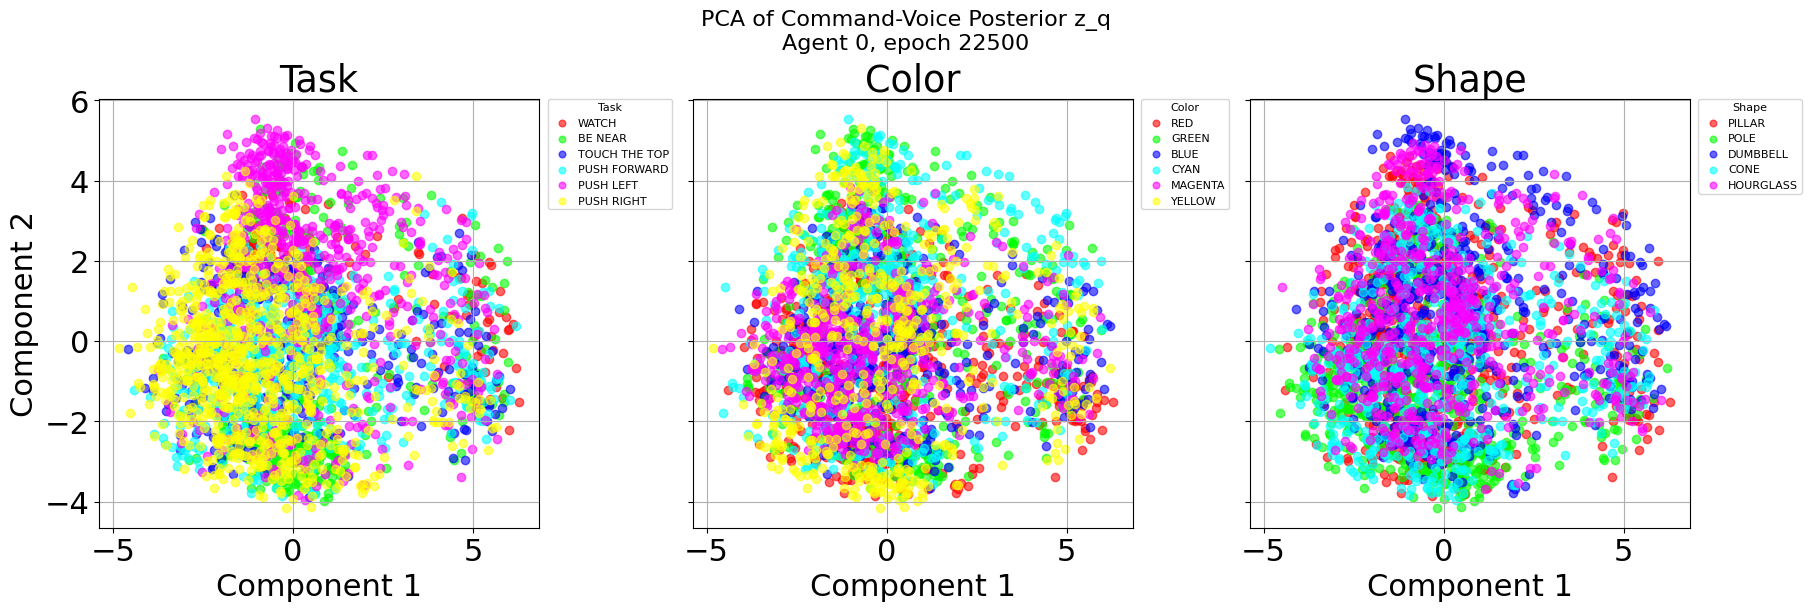 PCA of Command-Voice Posterior z_q
Agent 0, epoch 22500
Task
Color
Shape
Task
WATCH
BE NEAR
TOUCH THE TOP
PUSH FORWARD
PUSH LEFT
PUSH RIGHT
Color
RED
GREEN
BLUE
CYAN
MAGENTA
YELLOW
Shape
PILLAR
POLE
DUMBBELL
CONE
HOURGLASS
6
4
2
0
−2
−4
Component 2
−5 0 5
−5 0 5
−5 0 5
Component 1
Component 1
Component 1